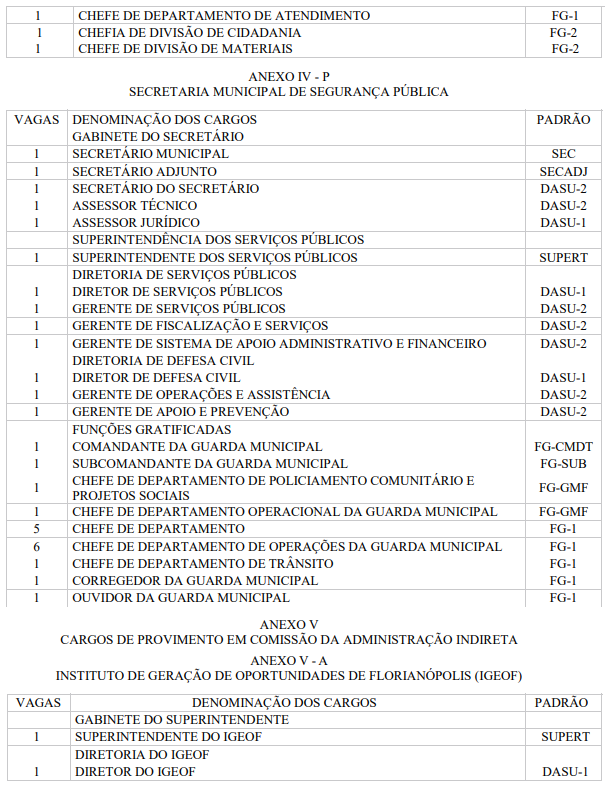 1 CHEFE DE DEPARTAMENTO DE ATENDIMENTO FG-1
1 CHEFIA DE DIVISÃO DE CIDADANIA FG-2
1 CHEFE DE DIVISÃO DE MATERIAIS FG-2
ANEXO IV - P
SECRETARIA MUNICIPAL DE SEGURANÇA PÚBLICA
VAGAS DENOMINAÇÃO DOS CARGOS PADRÃO
GABINETE DO SECRETÁRIO
1 SECRETÁRIO MUNICIPAL SEC
1 SECRETÁRIO ADJUNTO SECADJ
1 SECRETÁRIO DO SECRETÁRIO DASU-2
1 ASSESSOR TÉCNICO DASU-2
1 ASSESSOR JURÍDICO DASU-1
SUPERINTENDÊNCIA DOS SERVIÇOS PÚBLICOS
1 SUPERINTENDENTE DOS SERVIÇOS PÚBLICOS SUPERT
DIRETORIA DE SERVIÇOS PÚBLICOS
1 DIRETOR DE SERVIÇOS PÚBLICOS DASU-1
1 GERENTE DE SERVIÇOS PÚBLICOS DASU-2
1 GERENTE DE FISCALIZAÇÃO E SERVIÇOS DASU-2
1 GERENTE DE SISTEMA DE APOIO ADMINISTRATIVO E FINANCEIRO DASU-2
DIRETORIA DE DEFESA CIVIL
1 DIRETOR DE DEFESA CIVIL DASU-1
1 GERENTE DE OPERAÇÕES E ASSISTÊNCIA DASU-2
1 GERENTE DE APOIO E PREVENÇÃO DASU-2
FUNÇÕES GRATIFICADAS
1 COMANDANTE DA GUARDA MUNICIPAL FG-CMDT
1 SUBCOMANDANTE DA GUARDA MUNICIPAL FG-SUB
1 CHEFE DE DEPARTAMENTO DE POLICIAMENTO COMUNITÁRIO E
PROJETOS SOCIAIS FG-GMF
1 CHEFE DE DEPARTAMENTO OPERACIONAL DA GUARDA MUNICIPAL FG-GMF
5 CHEFE DE DEPARTAMENTO FG-1
6 CHEFE DE DEPARTAMENTO DE OPERAÇÕES DA GUARDA MUNICIPAL FG-1
1 CHEFE DE DEPARTAMENTO DE TRÂNSITO FG-1
1 CORREGEDOR DA GUARDA MUNICIPAL FG-1
1 OUVIDOR DA GUARDA MUNICIPAL FG-1
ANEXO V
CARGOS DE PROVIMENTO EM COMISSÃO DA ADMINISTRAÇÃO INDIRETA
ANEXO V - A
INSTITUTO DE GERAÇÃO DE OPORTUNIDADES DE FLORIANÓPOLIS (IGEOF)
VAGAS DENOMINAÇÃO DOS CARGOS PADRÃO
GABINETE DO SUPERINTENDENTE
1 SUPERINTENDENTE DO IGEOF SUPERT
DIRETORIA DO IGEOF
1 DIRETOR DO IGEOF DASU-1